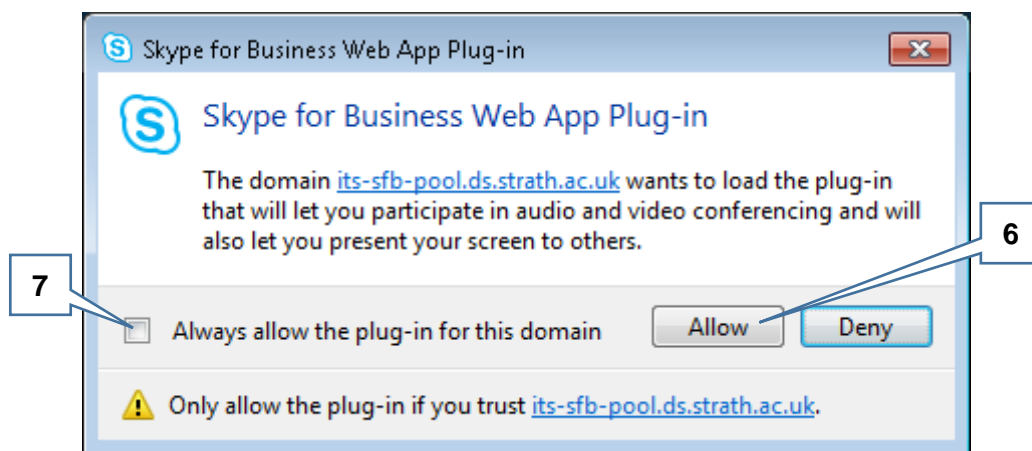 Skype for Business Web App Plug-in
Skype for Business Web App Plug-in
The domain its-sfb-pool.ds.strath.ac.uk wants to load the plug-in
that will let you participate in audio and video conferencing and will
also let you present your screen to others.
6
7
Always allow the plug-in for this domain Allow Deny
Only allow the plug-in if you trust its-sfb-pool.ds.strath.ac.uk.